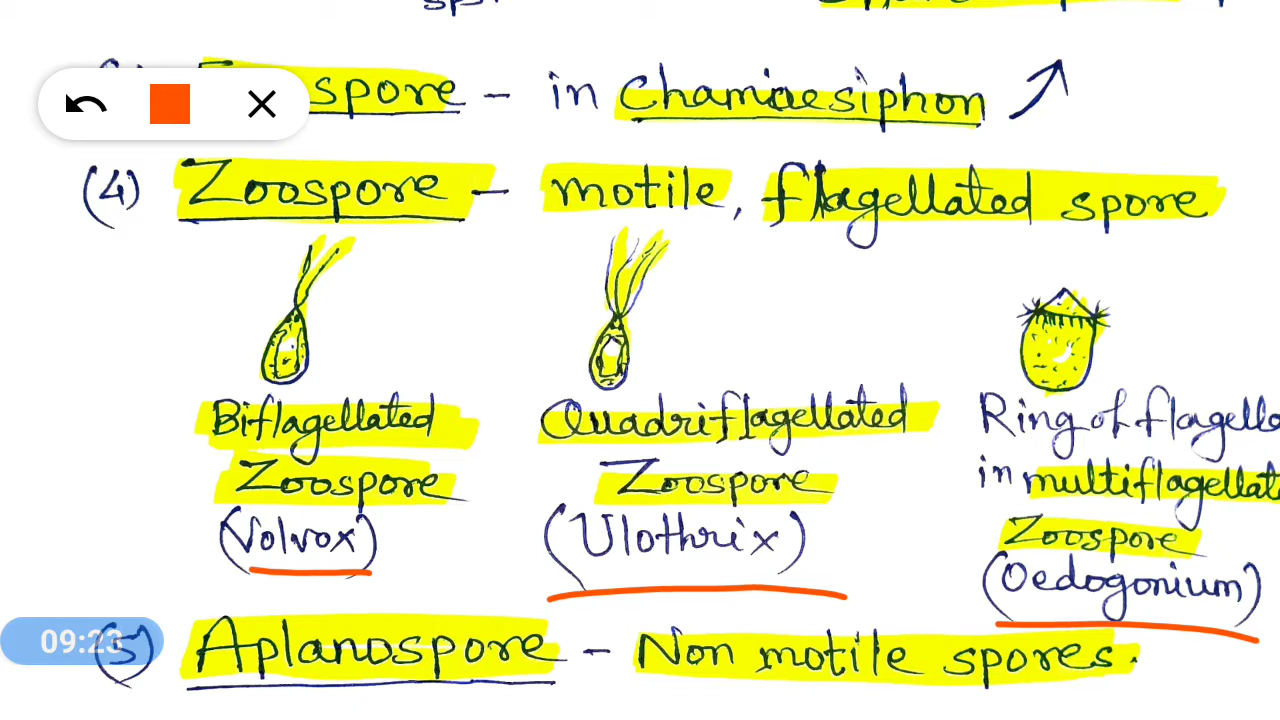 spore - in Chamaesiphon
(4) Zoospore - motile, flagellated spore
Biflagellated Quadriflagellated Ring of flagella
Zoospore Zoospore in multiflagellat
(Volvox) (Ulothrix) Zoospore
(Oedogonium)
09:23
(5) Aplanospore - Non motile spores.